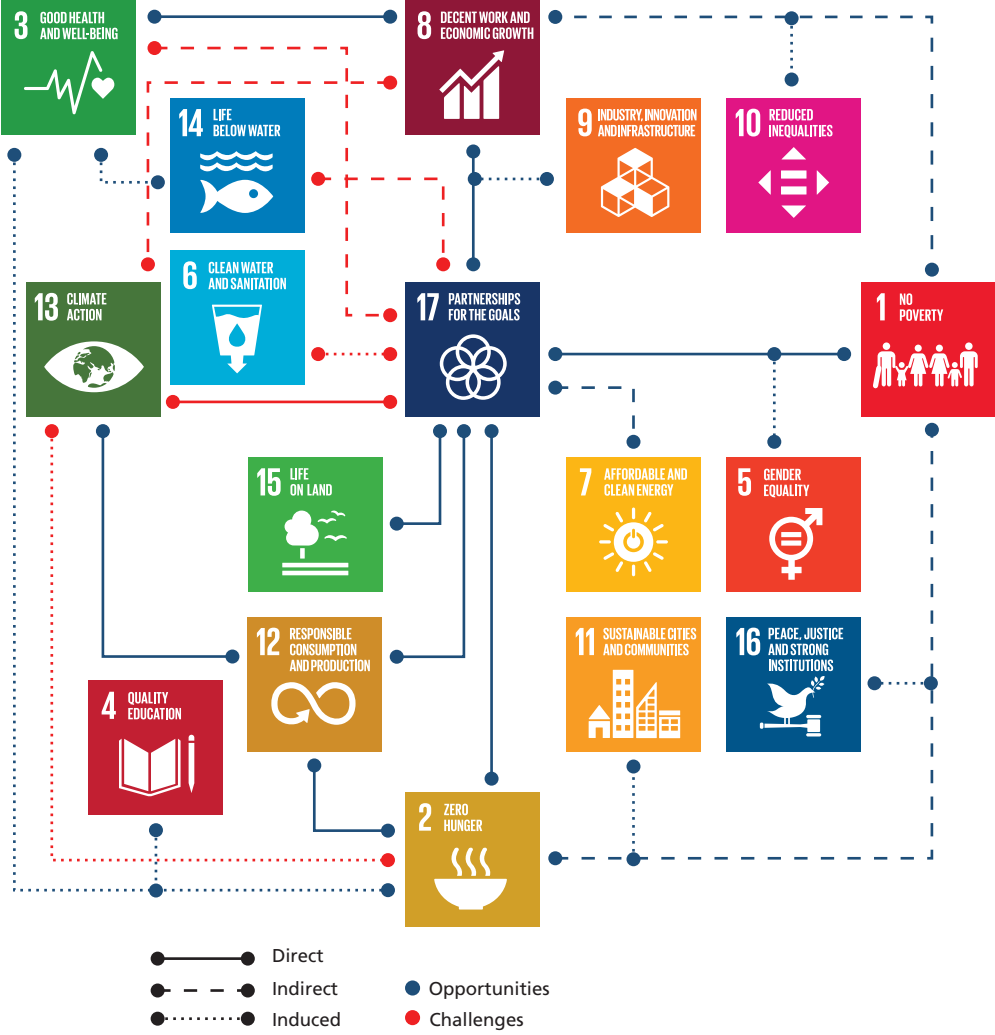 3 GOOD HEALTH
AND WELL-BEING
8 DECENT WORK AND
ECONOMIC GROWTH
14 LIFE
BELOW WATER
9 INDUSTRY, INNOVATION
AND INFRASTRUCTURE
10 REDUCED
INEQUALITIES
6 CLEAN WATER
AND SANITATION
13 CLIMATE
ACTION
17 PARTNERSHIPS
FOR THE GOALS
1 NO
POVERTY
15 LIFE
ON LAND
7 AFFORDABLE AND
CLEAN ENERGY
5 GENDER
EQUALITY
12 RESPONSIBLE
CONSUMPTION
AND PRODUCTION
11 SUSTAINABLE CITIES
AND COMMUNITIES
16 PEACE, JUSTICE
AND STRONG
INSTITUTIONS
4 QUALITY
EDUCATION
2 ZERO
HUNGER
Direct
Indirect
Induced
Opportunities
Challenges